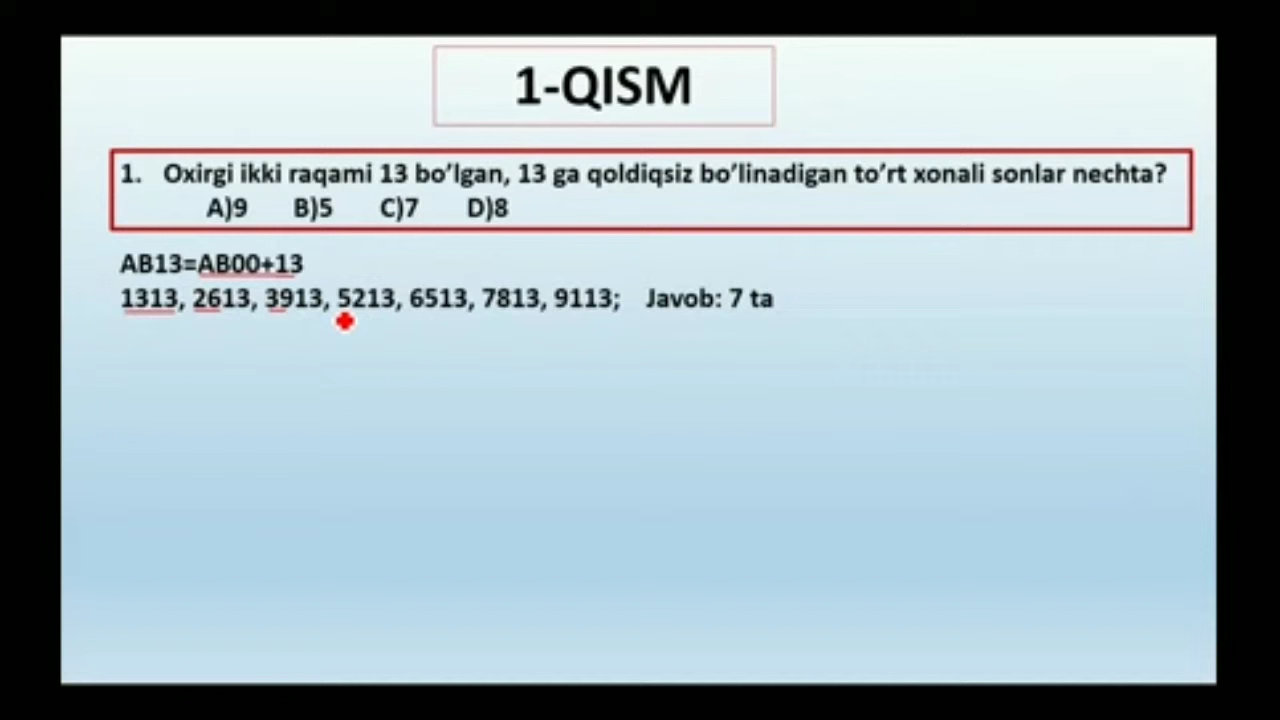 1-QISM
1. Oxirgi ikki raqami 13 bo’lgan, 13 ga qoldiqsiz bo’linadigan to’rt xonali sonlar nechta?
A)9 B)5 C)7 D)8
AB13=AB00+13
1313, 2613, 3913, 5213, 6513, 7813, 9113; Javob: 7 ta